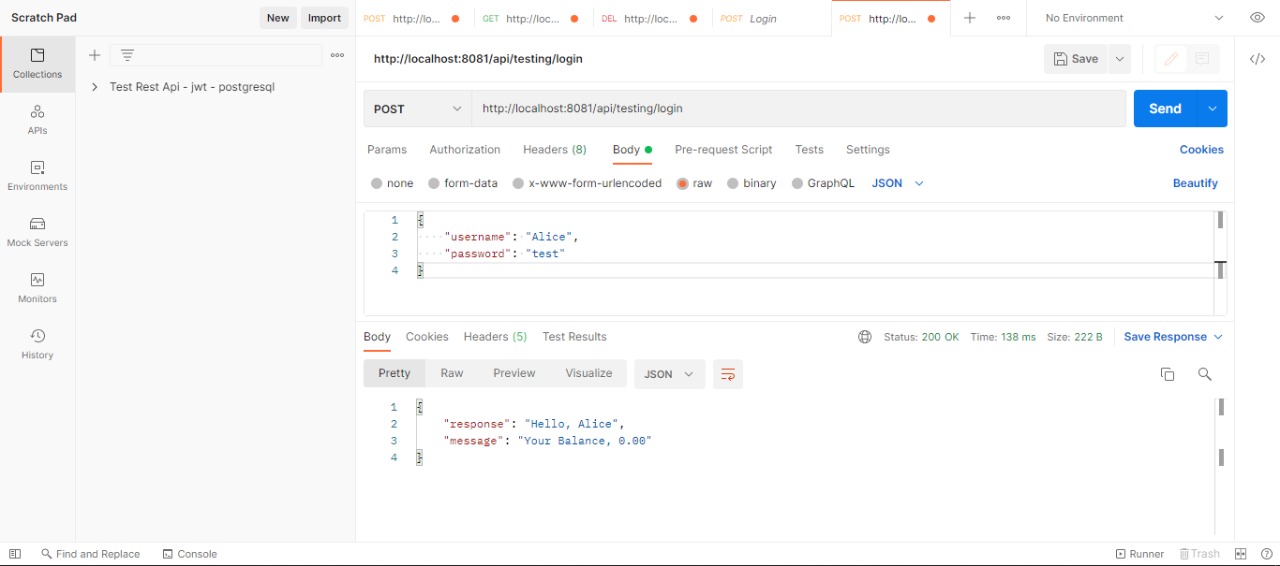 Scratch Pad New Import
POST http://lo... GET http://loc... DEL http://loc... POST Login POST http://lo... No Environment
Collections
APIs
Environments
Mock Servers
Monitors
History
Test Rest Api - jwt - postgresql
http://localhost:8081/api/testing/login Save
POST http://localhost:8081/api/testing/login Send
Params Authorization Headers (8) Body Pre-request Script Tests Settings Cookies
none form-data x-www-form-urlencoded raw binary GraphQL JSON Beautify
1 {
2 "username": "Alice",
3 "password": "test"
4 }
Body Cookies Headers (5) Test Results Status: 200 OK Time: 138 ms Size: 222 B Save Response
Pretty Raw Preview Visualize JSON
1 {
2 "response": "Hello, Alice",
3 "message": "Your Balance, 0.00"
4 }
Find and Replace Console Runner Trash